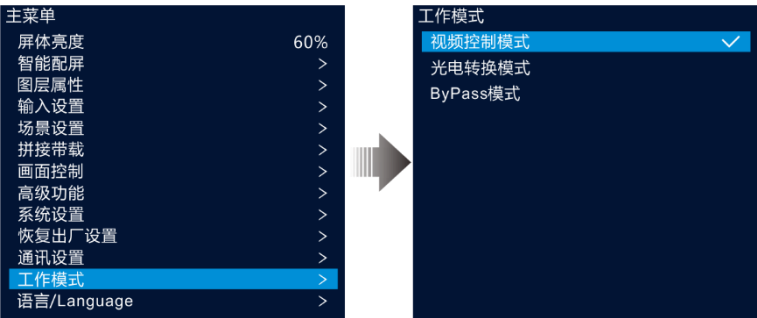 主菜单
屏体亮度 60%
智能配屏 >
图层属性 >
输入设置 >
场景设置 >
拼接带载 >
画面控制 >
高级功能 >
系统设置 >
恢复出厂设置 >
通讯设置 >
工作模式 >
语言/Language >
工作模式
视频控制模式
光电转换模式
ByPass模式